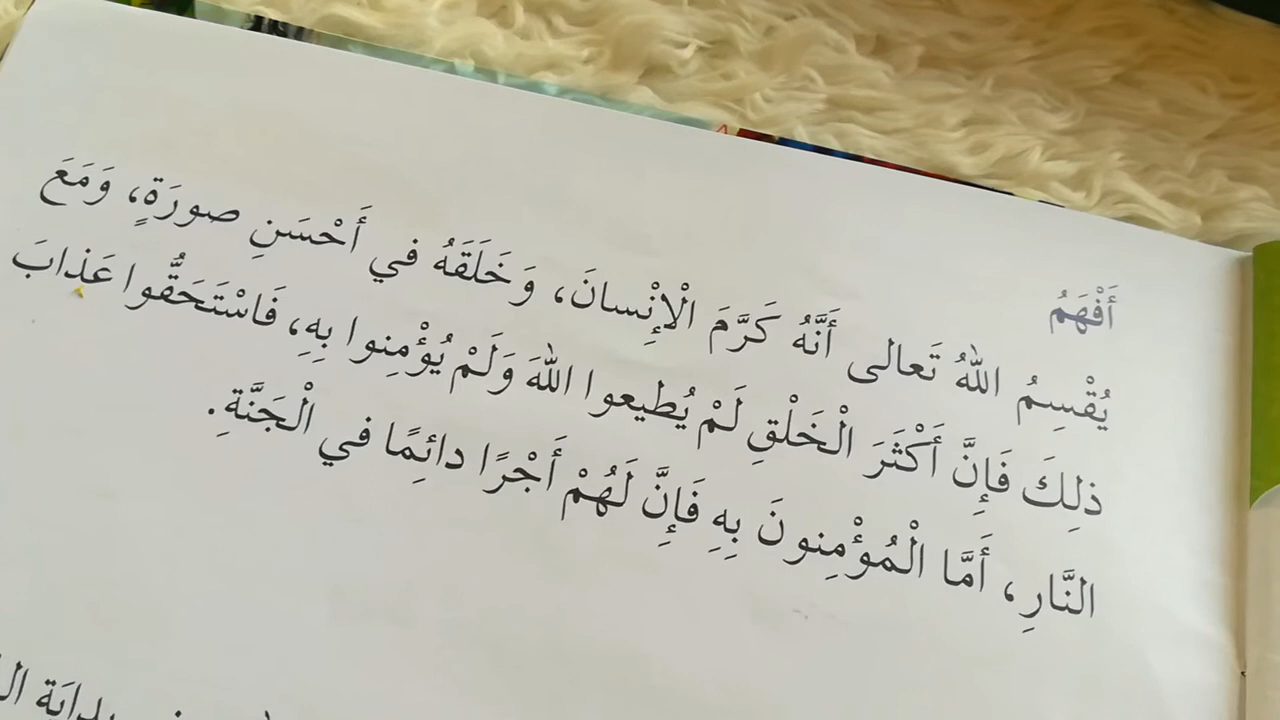 أَفْهَمُ
يُقْسِمُ اللهُ تَعالى أَنَّهُ كَرَّمَ الْإِنْسانَ، وَخَلَقَهُ في أَحْسَنِ صورَةٍ، وَمَعَ
ذلِكَ فَإِنَّ أَكْثَرَ الْخَلْقِ لَمْ يُطيعوا اللهَ وَلَمْ يُؤْمِنوا بِهِ، فَاسْتَحَقُّوا عَذابَ
النَّارِ، أَمَّا الْمُؤْمِنونَ بِهِ فَإِنَّ لَهُمْ أَجْرًا دائِمًا في الْجَنَّةِ.